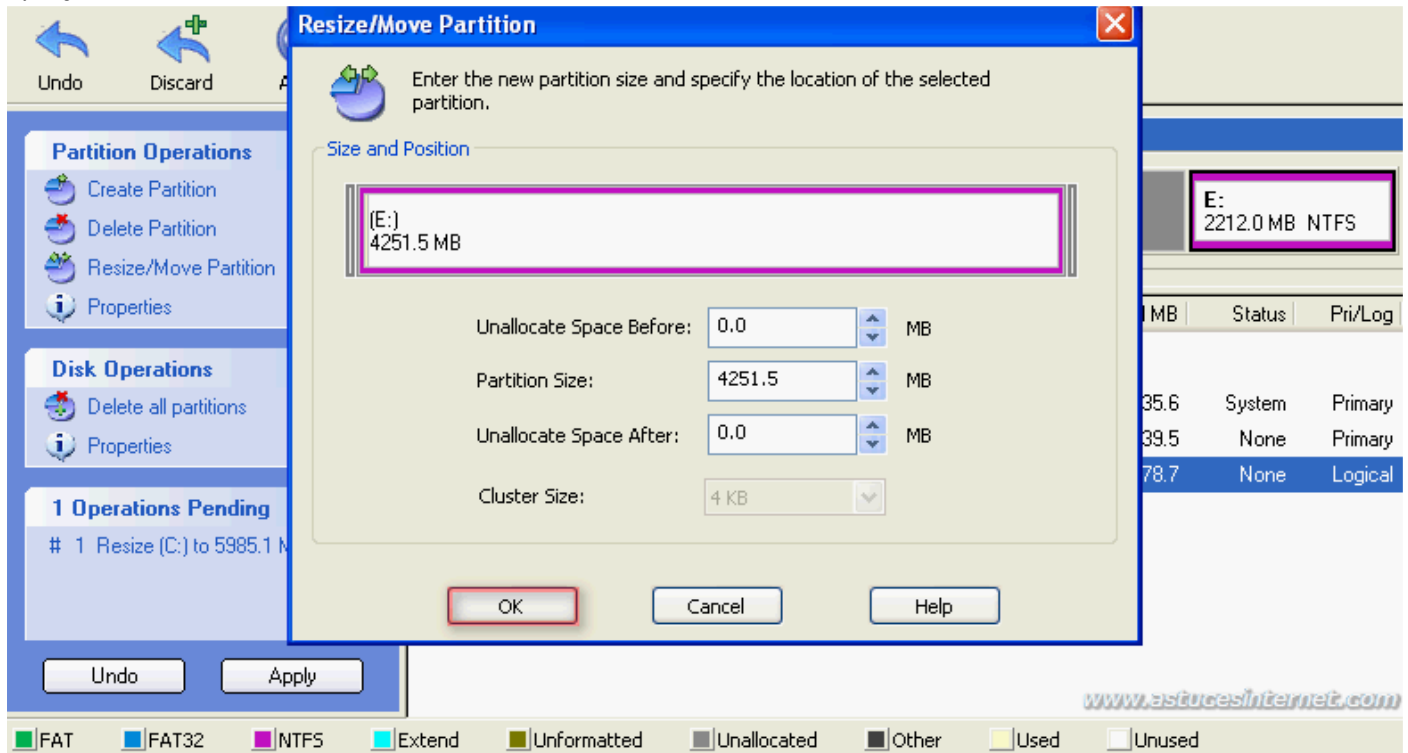 Undo
Discard
Resize/Move Partition
Enter the new partition size and specify the location of the selected
partition.
Partition Operations
Create Partition
Delete Partition
Resize/Move Partition
Properties
Disk Operations
Delete all partitions
Properties
1 Operations Pending
# 1 Resize (C:) to 5985.1 M
Undo
Apply
Size and Position
(E:)
4251.5 MB
Unallocate Space Before: 0.0 MB
Partition Size: 4251.5 MB
Unallocate Space After: 0.0 MB
Cluster Size: 4 KB
OK
Cancel
Help
E:
2212.0 MB NTFS
MB Status Pri/Log
35.6 System Primary
39.5 None Primary
78.7 None Logical
www.astucesinternet.com
FAT FAT32 NTFS Extend Unformatted Unallocated Other Used Unused